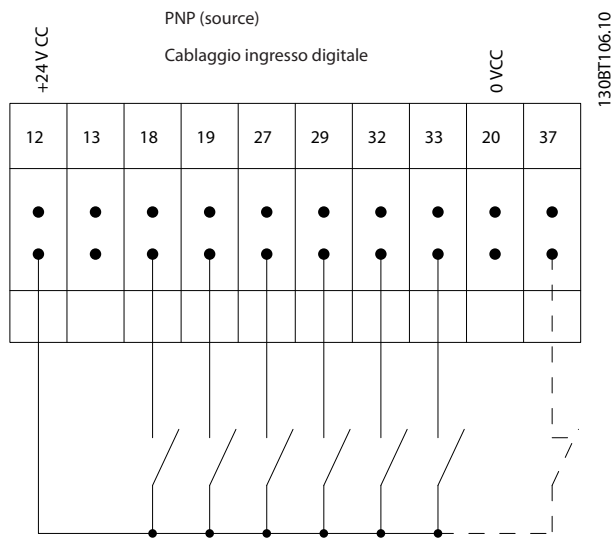 PNP (source)
Cablaggio ingresso digitale
+24 V CC
0 VCC
130BT106.10
12 13 18 19 27 29 32 33 20 37